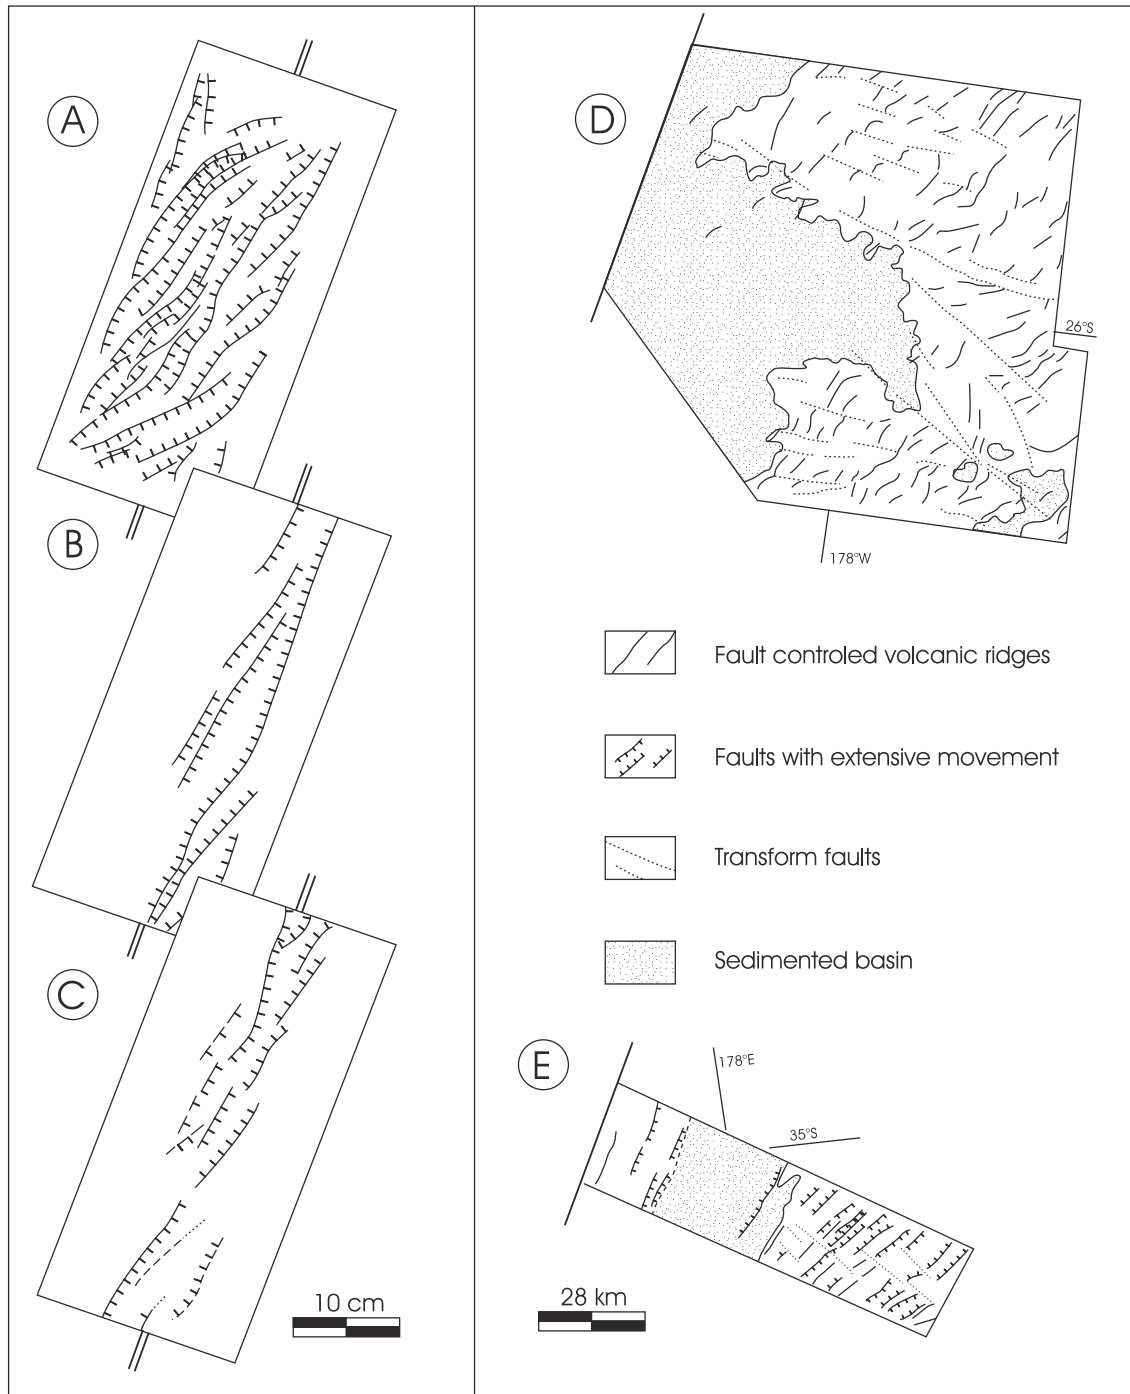 A
B
C
10 cm
D
26°S
178°W
Fault controled volcanic ridges
Faults with extensive movement
Transform faults
Sedimented basin
E
178°E
35°S
28 km